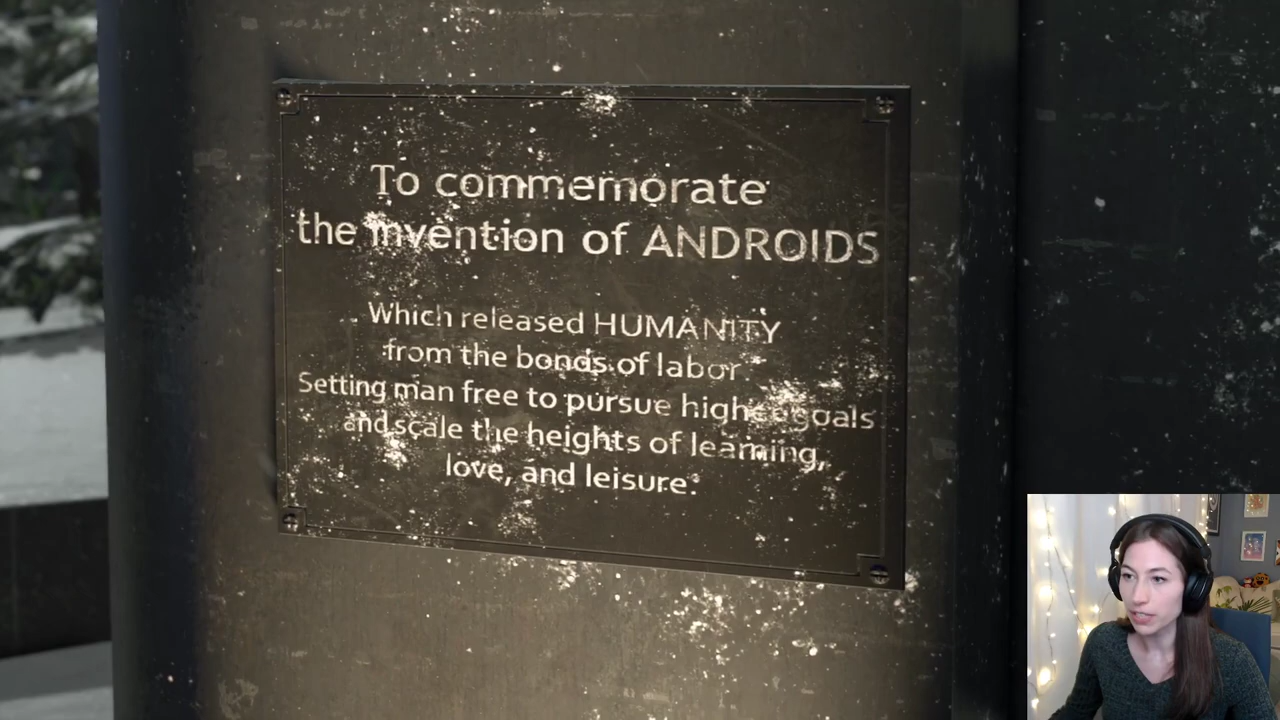 To commemorate
the invention of ANDROIDS
Which released HUMANITY
from the bonds of labor.
Setting man free to pursue higher goals
and scale the heights of learning,
love, and leisure.